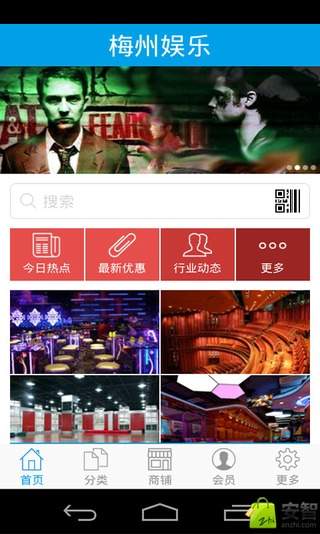 梅州娱乐
A&T FEARS
搜索
今日热点 最新优惠 行业动态 更多
首页 分类 商铺 会员 更多
安智
anzhi.com